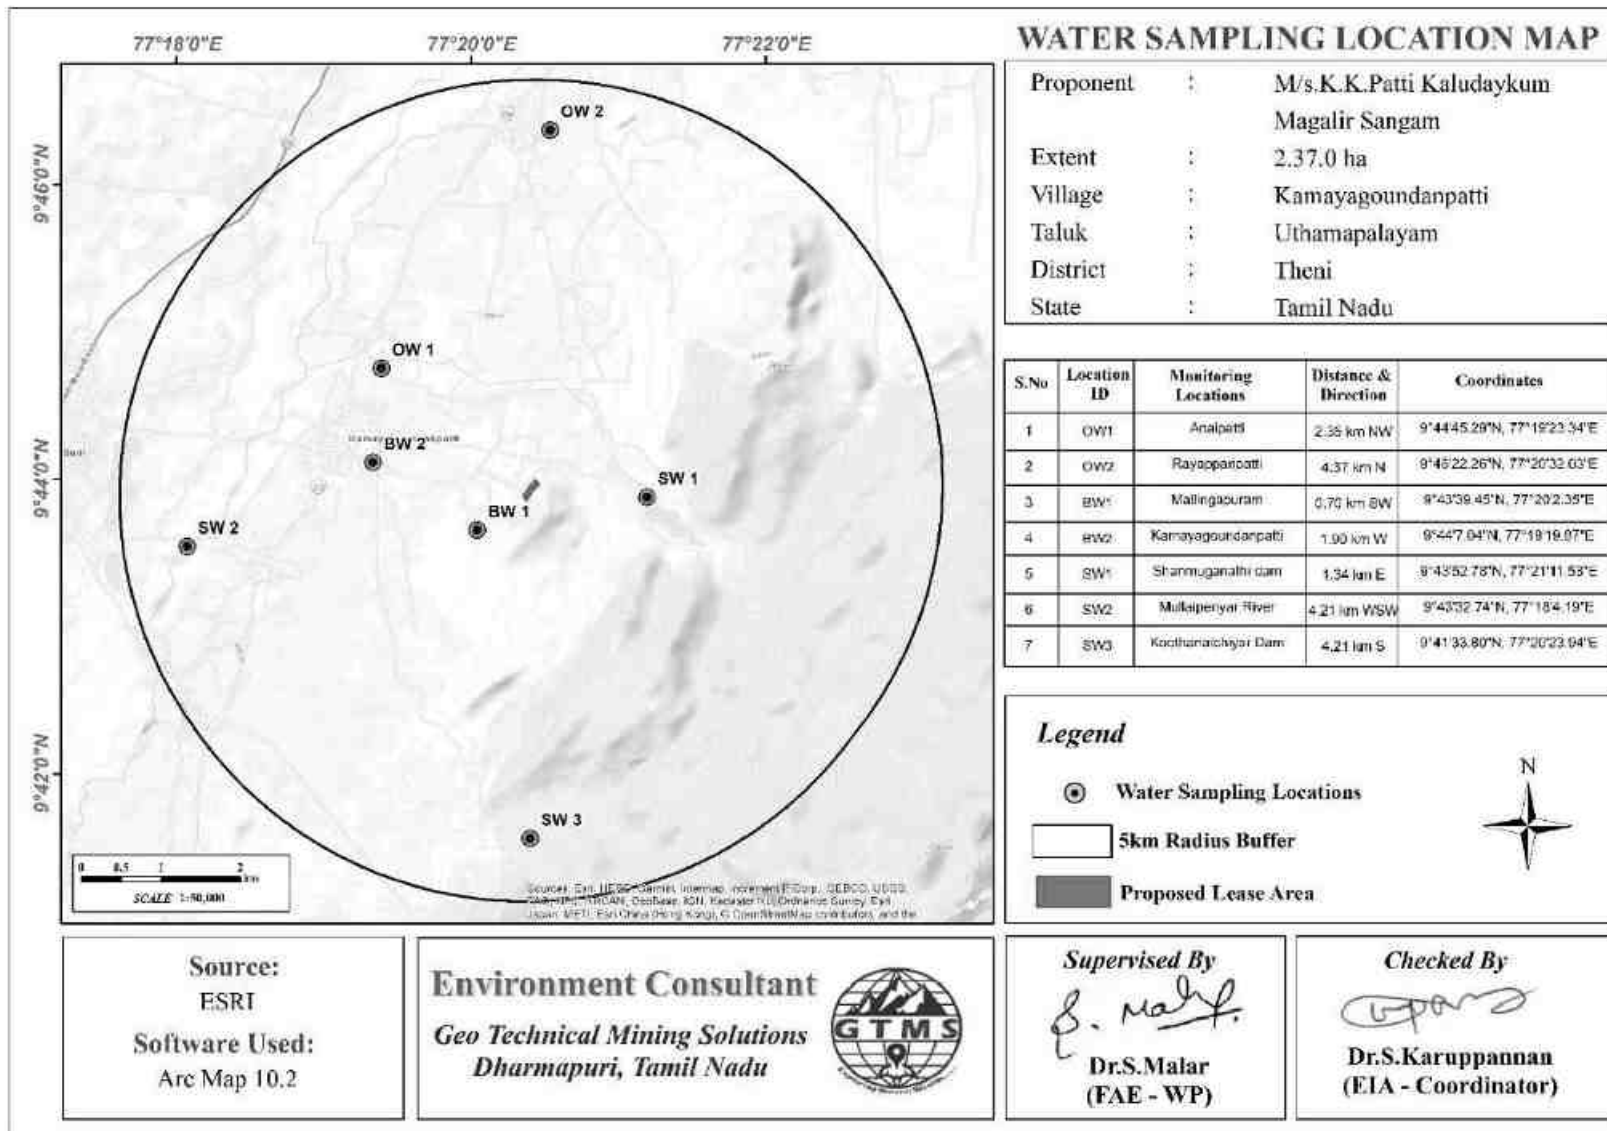 WATER SAMPLING LOCATION MAP
77°18'0"E 77°20'0"E 77°22'0"E
9°46'0"N
9°44'0"N
9°42'0"N
OW 2
OW 1
BW 2
SW 1
BW 1
SW 2
SW 3
0 0.5 1 2
km
SCALE 1:50,000
Proponent : M/s.K.K.Patti Kaludaykum
Magalir Sangam
Extent : 2.37.0 ha
Village : Kamayagoundanpatti
Taluk : Uthamapalayam
District : Theni
State : Tamil Nadu
S.No Location ID Monitoring Locations Distance & Direction Coordinates
1 OW1 Anaipatti 2.35 km NW 9°44'45.29"N, 77°19'23.34"E
2 OW2 Rayappanpatti 4.37 km N 9°46'22.26"N, 77°20'32.03"E
3 BW1 Mallingapuram 0.70 km SW 9°43'39.45"N, 77°20'2.35"E
4 BW2 Kamayagoundanpatti 1.90 km W 9°44'7.04"N, 77°19'19.97"E
5 SW1 Shanmuganathi dam 1.34 km E 9°43'52.78"N, 77°21'11.53"E
6 SW2 Mullaiperiyar River 4.21 km WSW 9°43'32.74"N, 77°18'4.19"E
7 SW3 Koothanaichiyar Dam 4.21 km S 9°41'33.80"N, 77°20'23.94"E
Legend
Water Sampling Locations
5km Radius Buffer
Proposed Lease Area
N
Source:
ESRI
Software Used:
Arc Map 10.2
Environment Consultant
Geo Technical Mining Solutions
Dharmapuri, Tamil Nadu
GTMS
Supervised By
S. Malar
Dr.S.Malar
(FAE - WP)
Checked By
Dr.S.Karuppannan
(EIA - Coordinator)